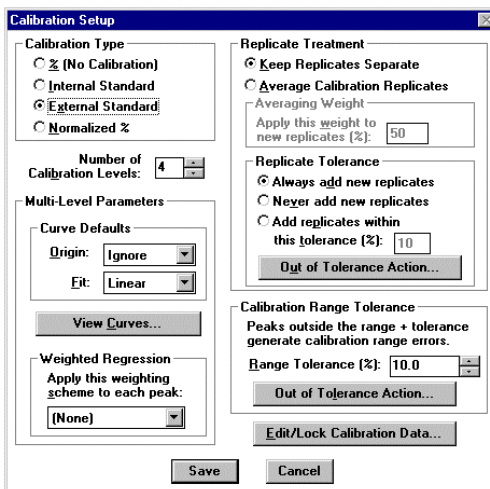 Calibration Setup
Calibration Type
% (No Calibration)
Internal Standard
External Standard
Normalized %
Number of
Calibration Levels:
4
Multi-Level Parameters
Curve Defaults
Origin:
Ignore
Fit:
Linear
View Curves...
Weighted Regression
Apply this weighting
scheme to each peak:
(None)
Replicate Treatment
Keep Replicates Separate
Average Calibration Replicates
Averaging Weight
Apply this weight to
new replicates (%):
50
Replicate Tolerance
Always add new replicates
Never add new replicates
Add replicates within
this tolerance (%):
10
Out of Tolerance Action...
Calibration Range Tolerance
Peaks outside the range + tolerance
generate calibration range errors.
Range Tolerance (%):
10.0
Out of Tolerance Action...
Edit/Lock Calibration Data...
Save
Cancel